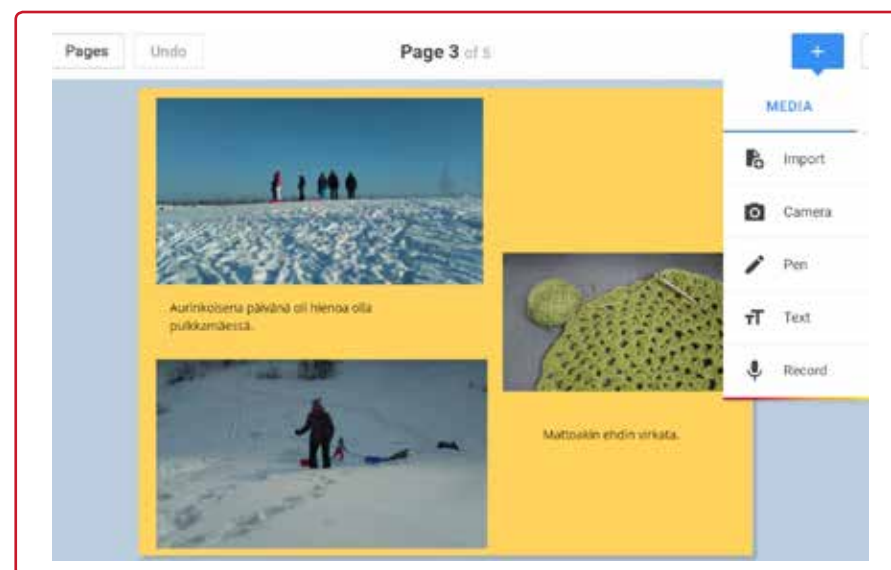 Pages
Undo
Page 3 of 5
+
MEDIA
Import
Camera
Pen
Text
Record
Aurinkoisena päivänä oli hienoa olla
pulkkamäessä.
Mattoakin ehdin virkata.